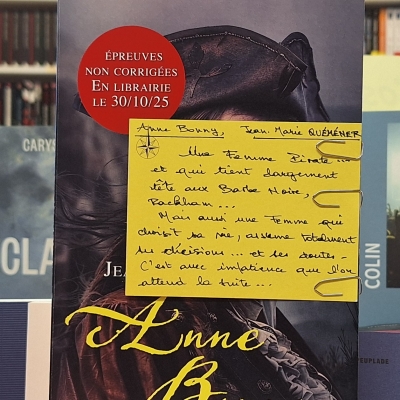 ÉPREUVES
NON CORRIGÉES
EN LIBRAIRIE
LE 30/10/25
CARYS
CLA
Anne Bonny, Jean-Marie QUÉMÉNER
Une Femme Pirate...
et qui tient largement
tête aux Barbe Noire,
Rackham...
Mais aussi une Femme qui
choisit sa vie, assume totalement
ses décisions... et ses doutes.
C'est avec impatience que l'on
attend la suite...
JEA
Anne
B
COLIN